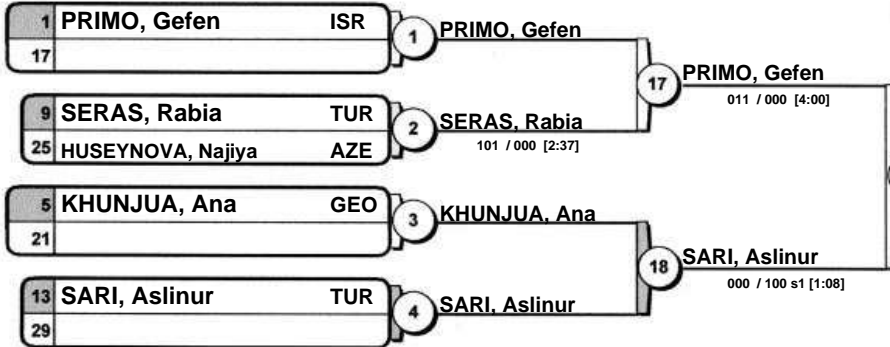 1 PRIMO, Gefen ISR
17
1
PRIMO, Gefen
9 SERAS, Rabia TUR
25 HUSEYNOVA, Najiya AZE
2
SERAS, Rabia
101 / 000 [2:37]
17
PRIMO, Gefen
011 / 000 [4:00]
5 KHUNJUA, Ana GEO
21
3
KHUNJUA, Ana
13 SARI, Aslinur TUR
29
4
SARI, Aslinur
18
SARI, Aslinur
000 / 100 s1 [1:08]